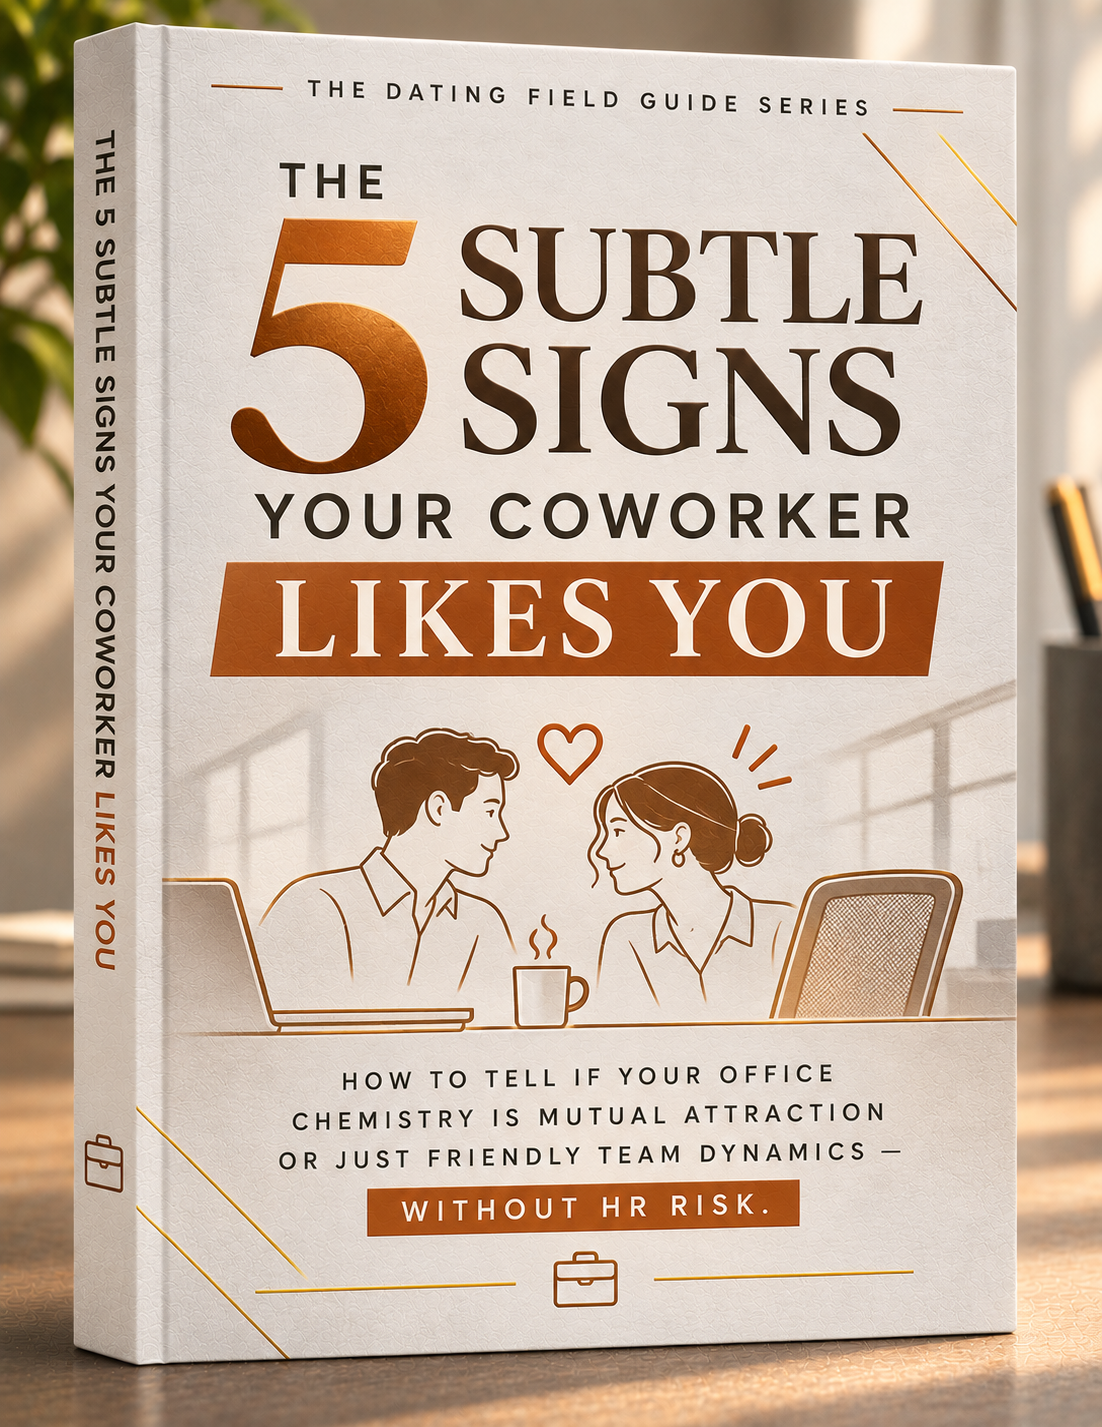 THE DATING FIELD GUIDE SERIES
THE
5 SUBTLE
SIGNS
YOUR COWORKER
LIKES YOU
HOW TO TELL IF YOUR OFFICE
CHEMISTRY IS MUTUAL ATTRACTION
OR JUST FRIENDLY TEAM DYNAMICS —
WITHOUT HR RISK.
THE 5 SUBTLE SIGNS YOUR COWORKER LIKES YOU